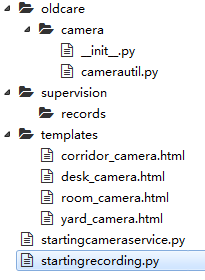 oldcare
camera
__init__.py
camerautil.py
supervision
records
templates
corridor_camera.html
desk_camera.html
room_camera.html
yard_camera.html
startingcameraservice.py
startingrecording.py